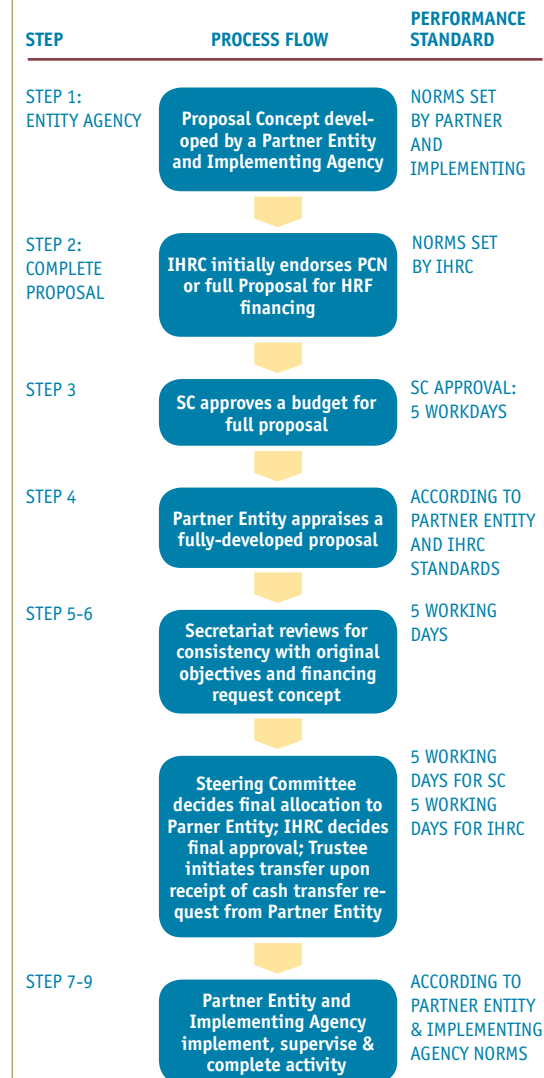 STEP PROCESS FLOW PERFORMANCE
STANDARD
STEP 1:
ENTITY AGENCY
Proposal Concept devel-
oped by a Partner Entity
and Implementing Agency
NORMS SET
BY PARTNER
AND
IMPLEMENTING
STEP 2:
COMPLETE
PROPOSAL
IHRC initially endorses PCN
or full Proposal for HRF
financing
NORMS SET
BY IHRC
STEP 3
SC approves a budget for
full proposal
SC APPROVAL:
5 WORKDAYS
STEP 4
Partner Entity appraises a
fully-developed proposal
ACCORDING TO
PARTNER ENTITY
AND IHRC
STANDARDS
STEP 5-6
Secretariat reviews for
consistency with original
objectives and financing
request concept
5 WORKING
DAYS
Steering Committee
decides final allocation to
Parner Entity; IHRC decides
final approval; Trustee
initiates transfer upon
receipt of cash transfer re-
quest from Partner Entity
5 WORKING
DAYS FOR SC
5 WORKING
DAYS FOR IHRC
STEP 7-9
Partner Entity and
Implementing Agency
implement, supervise &
complete activity
ACCORDING TO
PARTNER ENTITY
& IMPLEMENTING
AGENCY NORMS